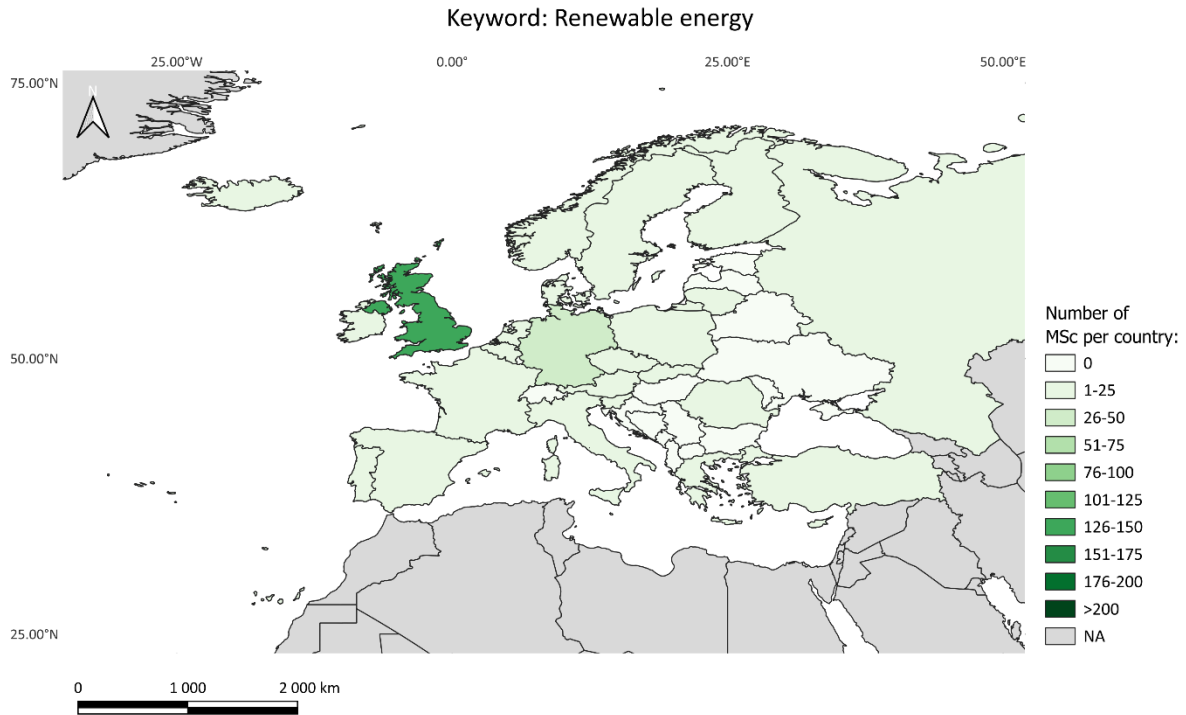 Keyword: Renewable energy
25.00°W 0.00° 25.00°E 50.00°E
75.00°N
N
50.00°N
25.00°N
Number of
MSc per country:
0
1-25
26-50
51-75
76-100
101-125
126-150
151-175
176-200
>200
NA
0 1 000 2 000 km